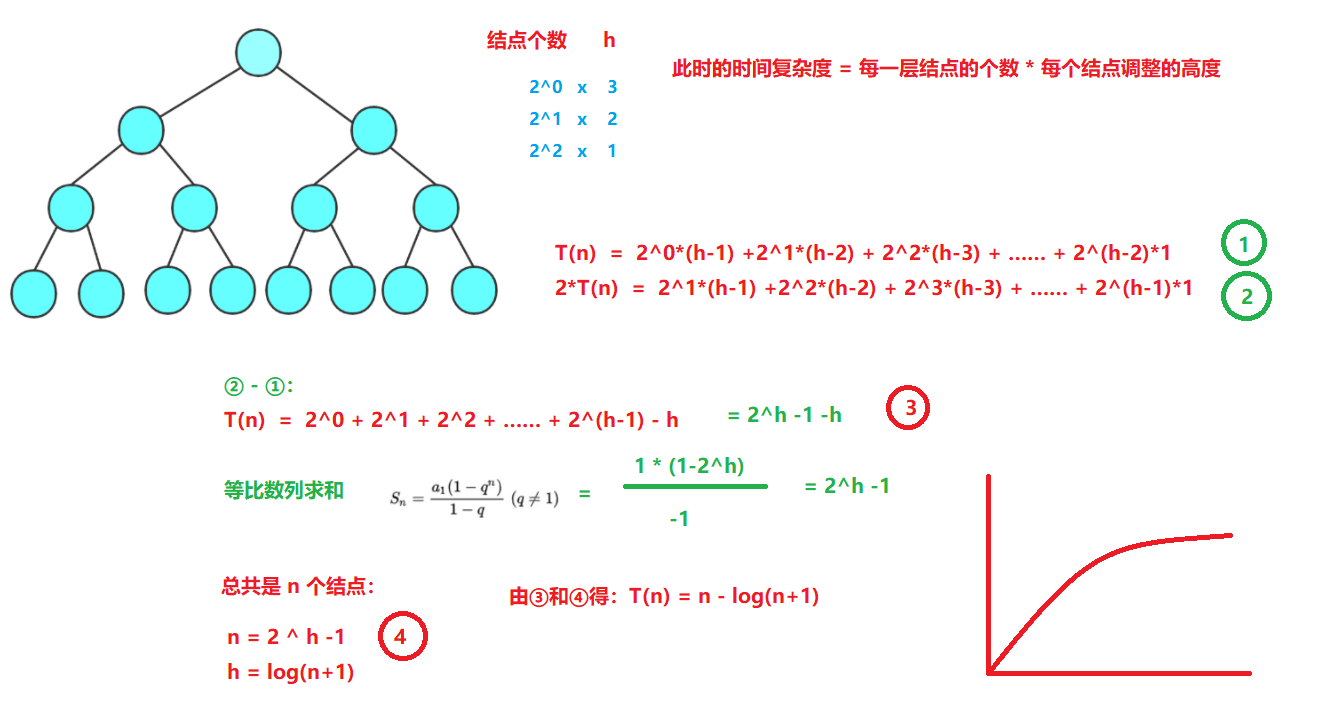 结点个数 h
2^0 x 3
2^1 x 2
2^2 x 1
此时的时间复杂度 = 每一层结点的个数 * 每个结点调整的高度
T(n) = 2^0*(h-1) +2^1*(h-2) + 2^2*(h-3) + ...... + 2^(h-2)*1 1
2*T(n) = 2^1*(h-1) +2^2*(h-2) + 2^3*(h-3) + ...... + 2^(h-1)*1 2
② - ①：
T(n) = 2^0 + 2^1 + 2^2 + ...... + 2^(h-1) - h = 2^h -1 -h 3
等比数列求和 Sₙ = a₁(1 − qⁿ) / 1 − q (q ≠ 1) = 1 * (1-2^h) / -1 = 2^h -1
总共是 n 个结点：
n = 2 ^ h -1 4
h = log(n+1)
由③和④得：T(n) = n - log(n+1)